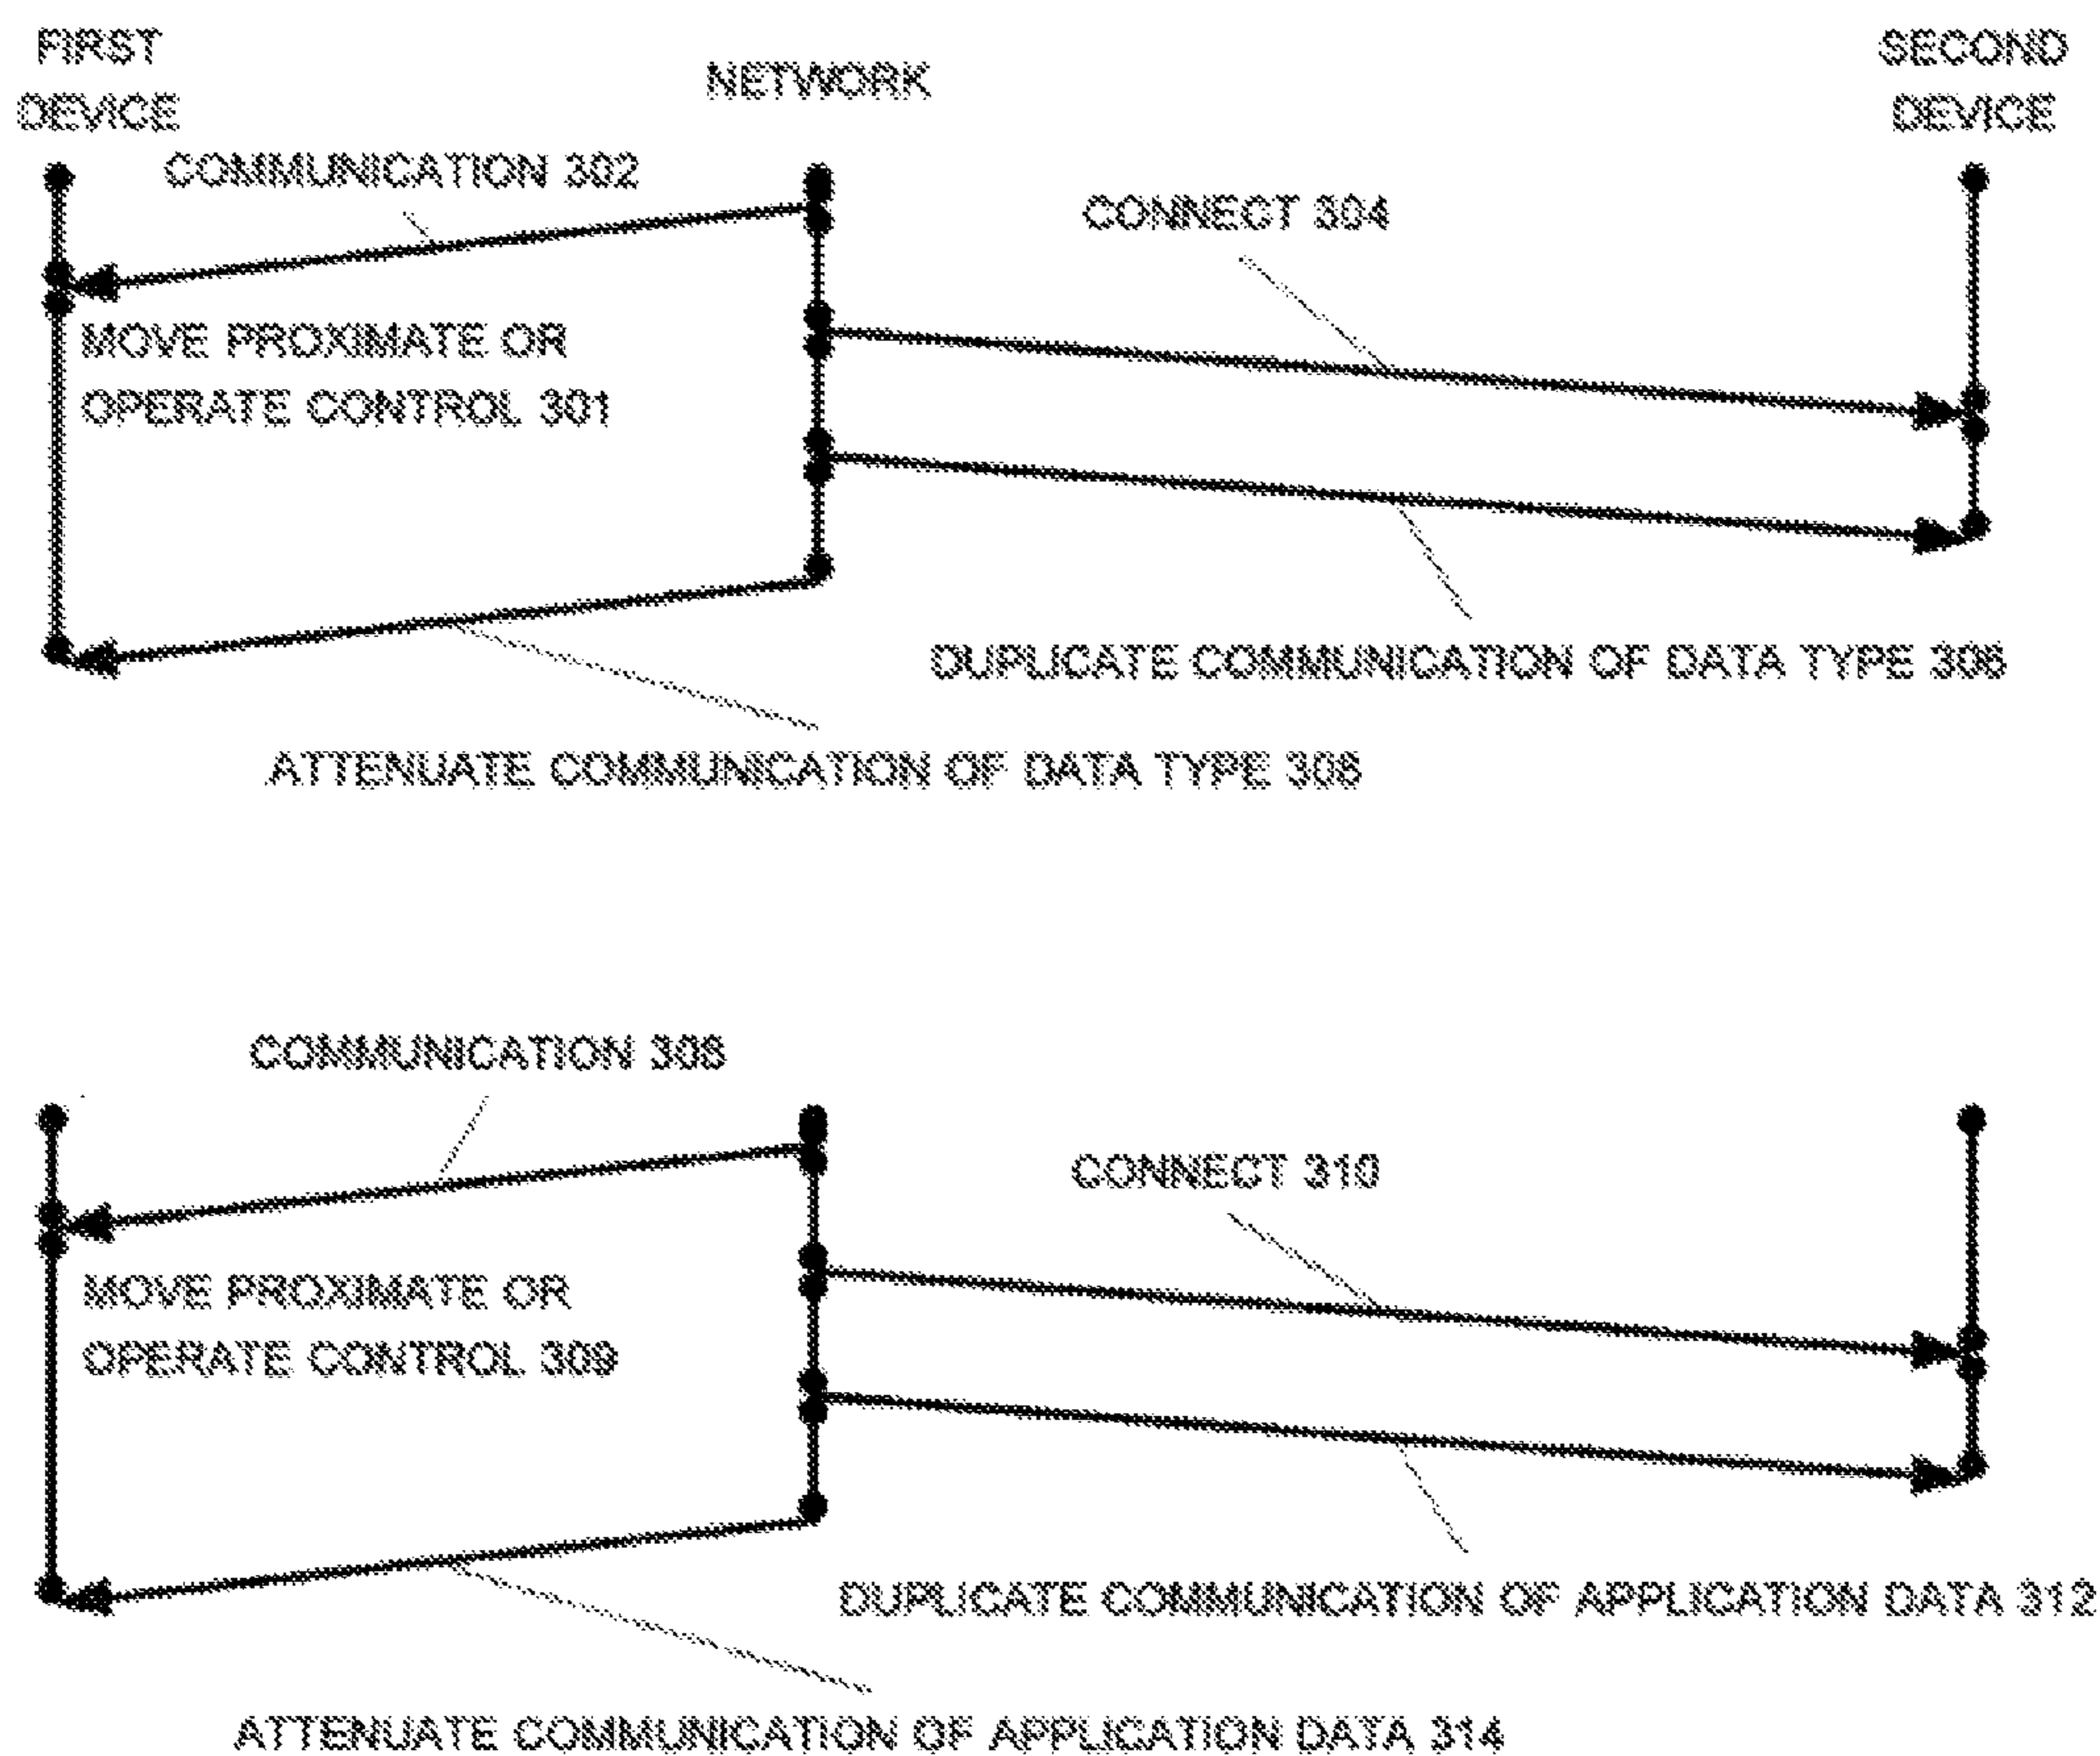 FIRST
DEVICE
NETWORK
SECOND
DEVICE
COMMUNICATION 302
CONNECT 304
MOVE PROXIMATE OR
OPERATE CONTROL 301
DUPLICATE COMMUNICATION OF DATA TYPE 306
ATTENUATE COMMUNICATION OF DATA TYPE 308
COMMUNICATION 308
CONNECT 310
MOVE PROXIMATE OR
OPERATE CONTROL 309
DUPLICATE COMMUNICATION OF APPLICATION DATA 312
ATTENUATE COMMUNICATION OF APPLICATION DATA 314